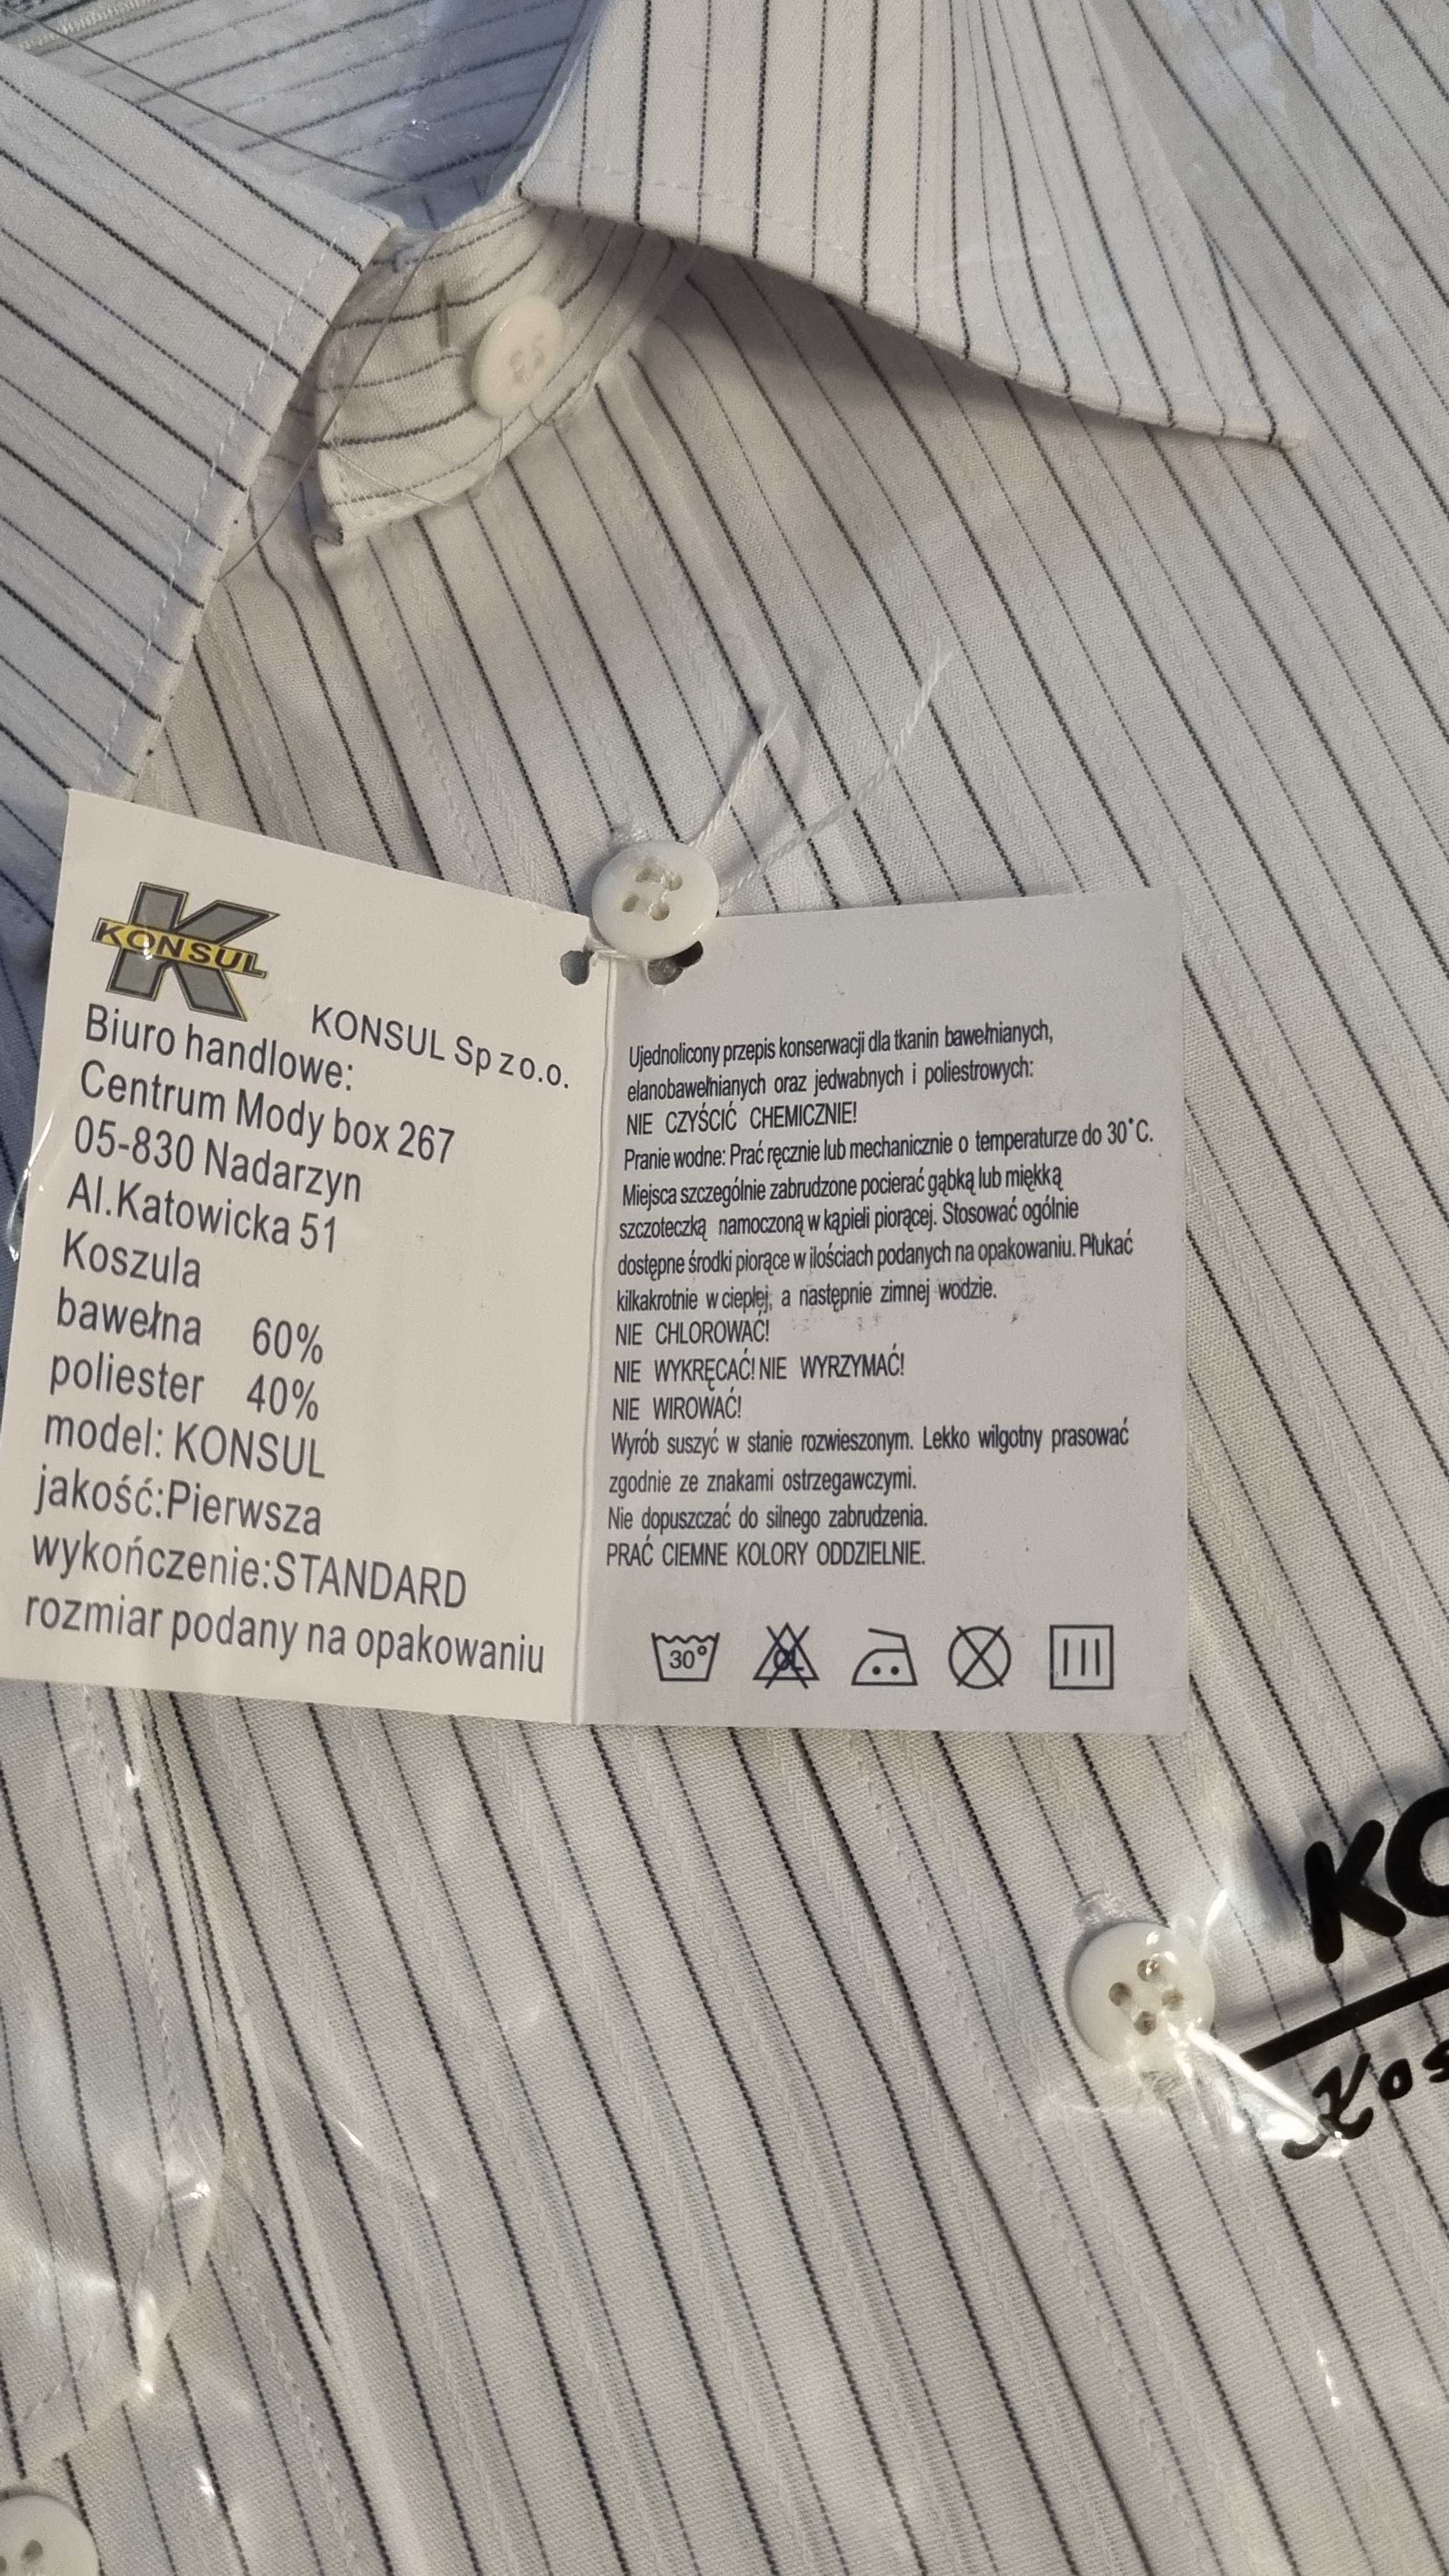 KONSUL
KONSUL Sp z o.o.
Biuro handlowe:
Centrum Mody box 267
05-830 Nadarzyn
Al.Katowicka 51
Koszula
bawełna 60%
poliester 40%
model: KONSUL
jakość:Pierwsza
wykończenie:STANDARD
rozmiar podany na opakowaniu
Ujednolicony przepis konserwacji dla tkanin bawełnianych,
elanobawełnianych oraz jedwabnych i poliestrowych:
NIE CZYŚCIĆ CHEMICZNIE!
Pranie wodne: Prać ręcznie lub mechanicznie o temperaturze do 30°C.
Miejsca szczególnie zabrudzone pocierać gąbką lub miękką
szczoteczką namoczoną w kąpieli piorącej. Stosować ogólnie
dostępne środki piorące w ilościach podanych na opakowaniu. Płukać
kilkakrotnie w ciepłej, a następnie zimnej wodzie.
NIE CHLOROWAĆ!
NIE WYKRĘCAĆ! NIE WYRZYMAĆ!
NIE WIROWAĆ!
Wyrób suszyć w stanie rozwieszonym. Lekko wilgotny prasować
zgodnie ze znakami ostrzegawczymi.
Nie dopuszczać do silnego zabrudzenia.
PRAĆ CIEMNE KOLORY ODDZIELNIE.
30° CL
KO
Kos